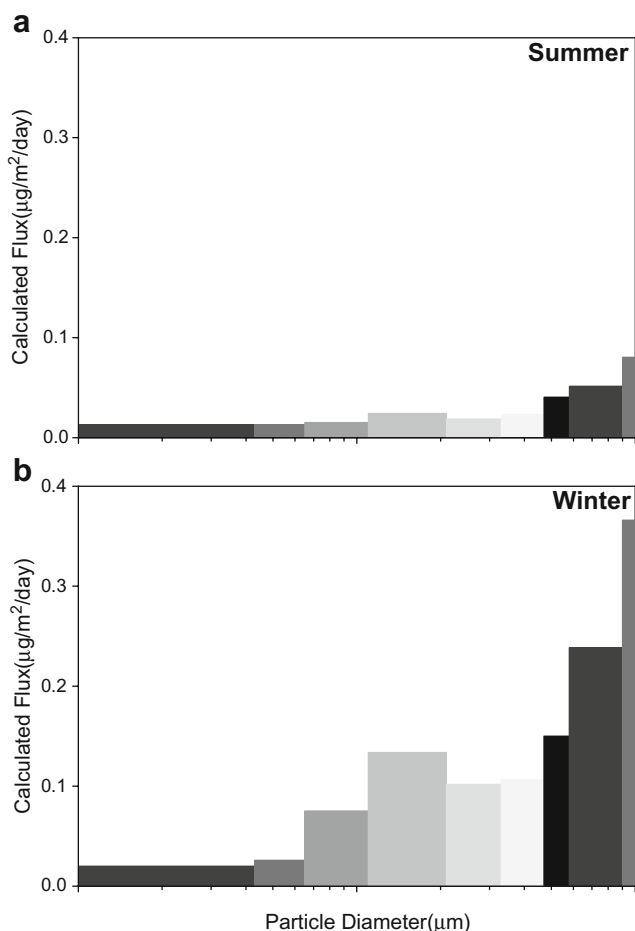 a
Summer
0.4
0.3
0.2
0.1
0.0
Calculated Flux(μg/m²/day)
b
Winter
0.4
0.3
0.2
0.1
0.0
Calculated Flux(μg/m²/day)
Particle Diameter(μm)